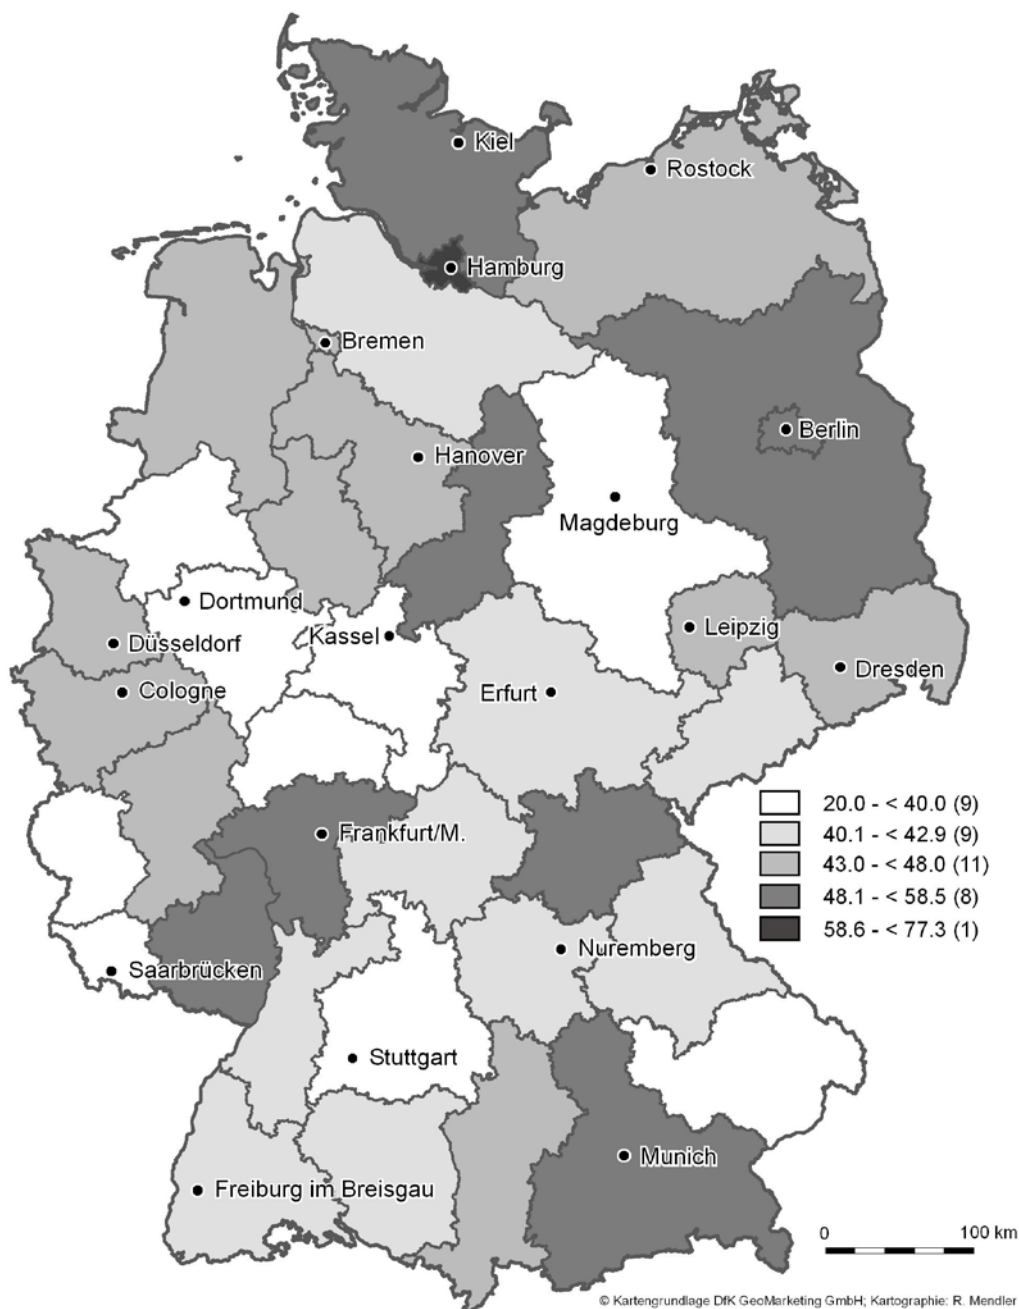 Kiel
Rostock
Hamburg
Bremen
Berlin
Hanover
Magdeburg
Dortmund
Kassel
Leipzig
Düsseldorf
Dresden
Cologne
Erfurt
20.0 - < 40.0 (9)
40.1 - < 42.9 (9)
43.0 - < 48.0 (11)
48.1 - < 58.5 (8)
58.6 - < 77.3 (1)
Frankfurt/M.
Nuremberg
Saarbrücken
Stuttgart
Munich
Freiburg im Breisgau
0 100 km
© Kartengrundlage DfK GeoMarketing GmbH; Kartographie: R. Mendler